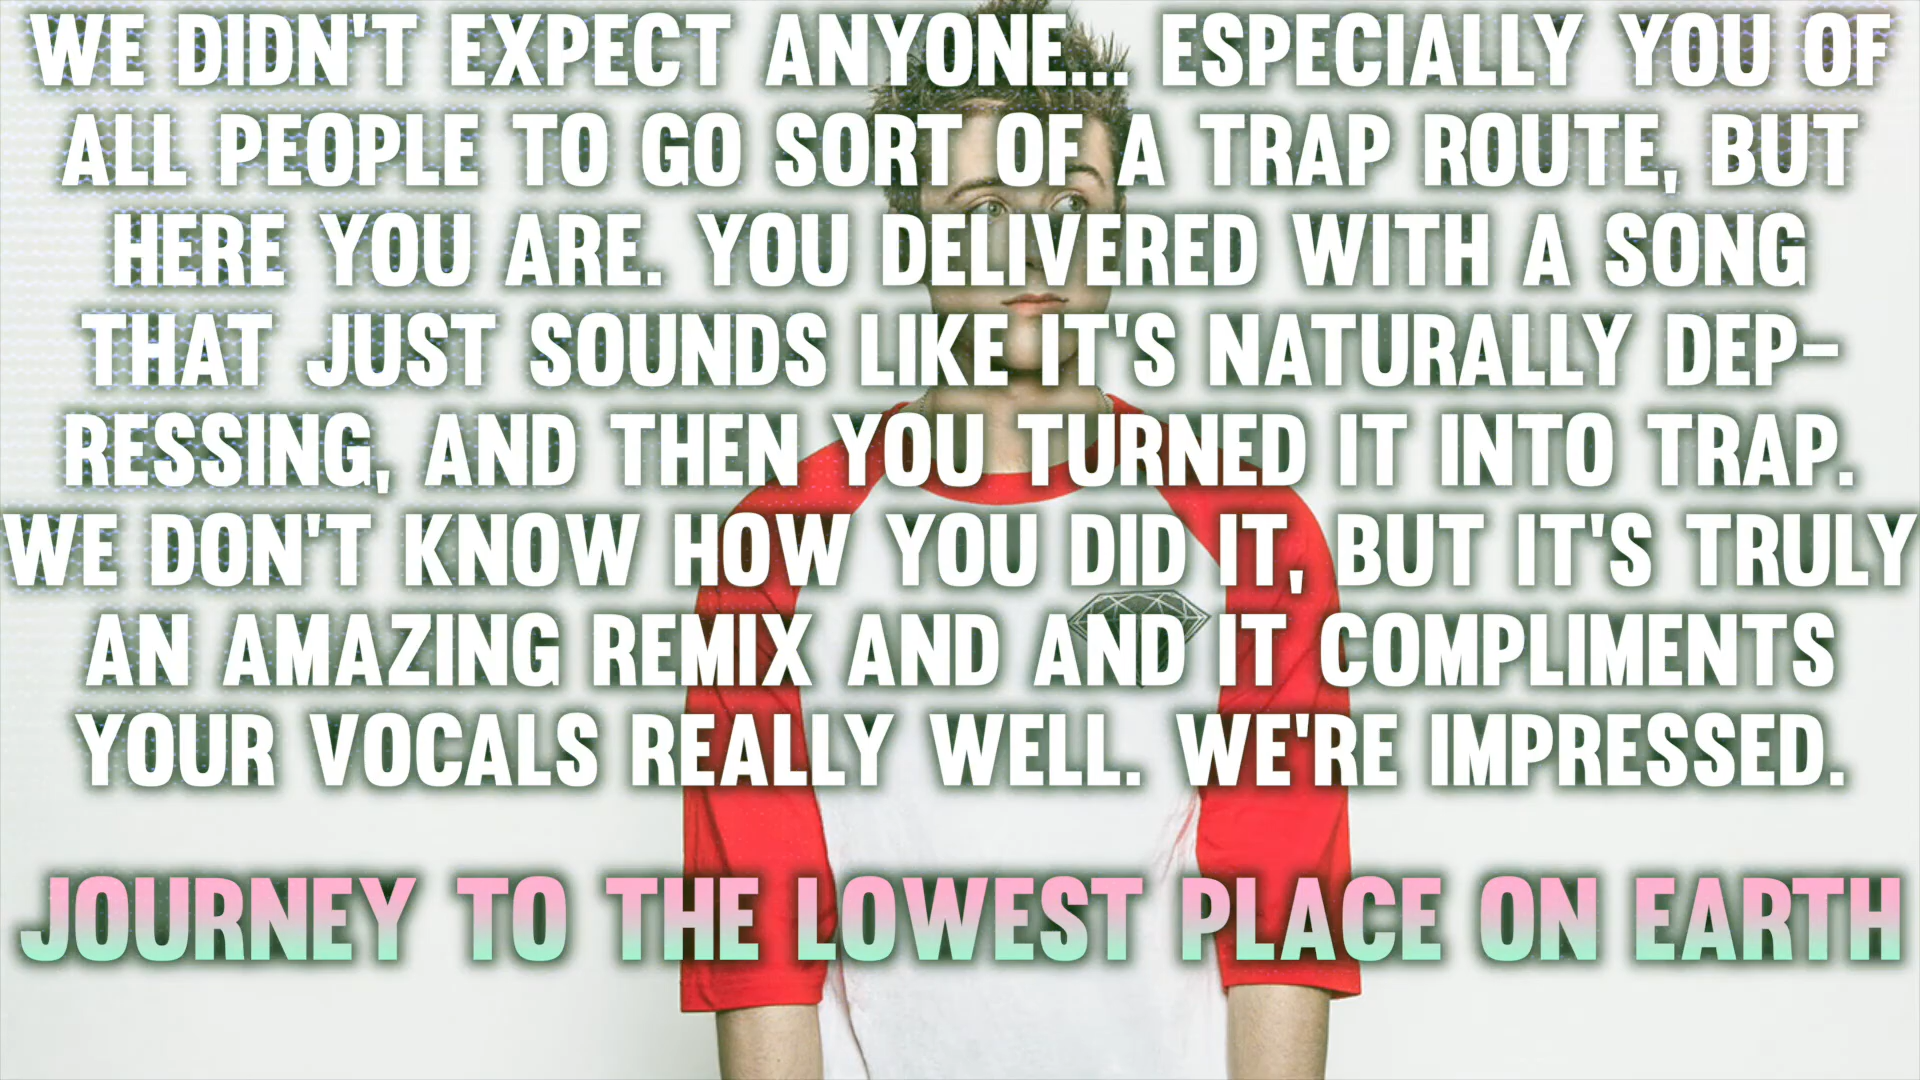 WE DIDN'T EXPECT ANYONE... ESPECIALLY YOU OF
ALL PEOPLE TO GO SORT OF A TRAP ROUTE, BUT
HERE YOU ARE. YOU DELIVERED WITH A SONG
THAT JUST SOUNDS LIKE IT'S NATURALLY DEP-
RESSING, AND THEN YOU TURNED IT INTO TRAP.
WE DON'T KNOW HOW YOU DID IT, BUT IT'S TRULY
AN AMAZING REMIX AND AND IT COMPLIMENTS
YOUR VOCALS REALLY WELL. WE'RE IMPRESSED.
JOURNEY TO THE LOWEST PLACE ON EARTH